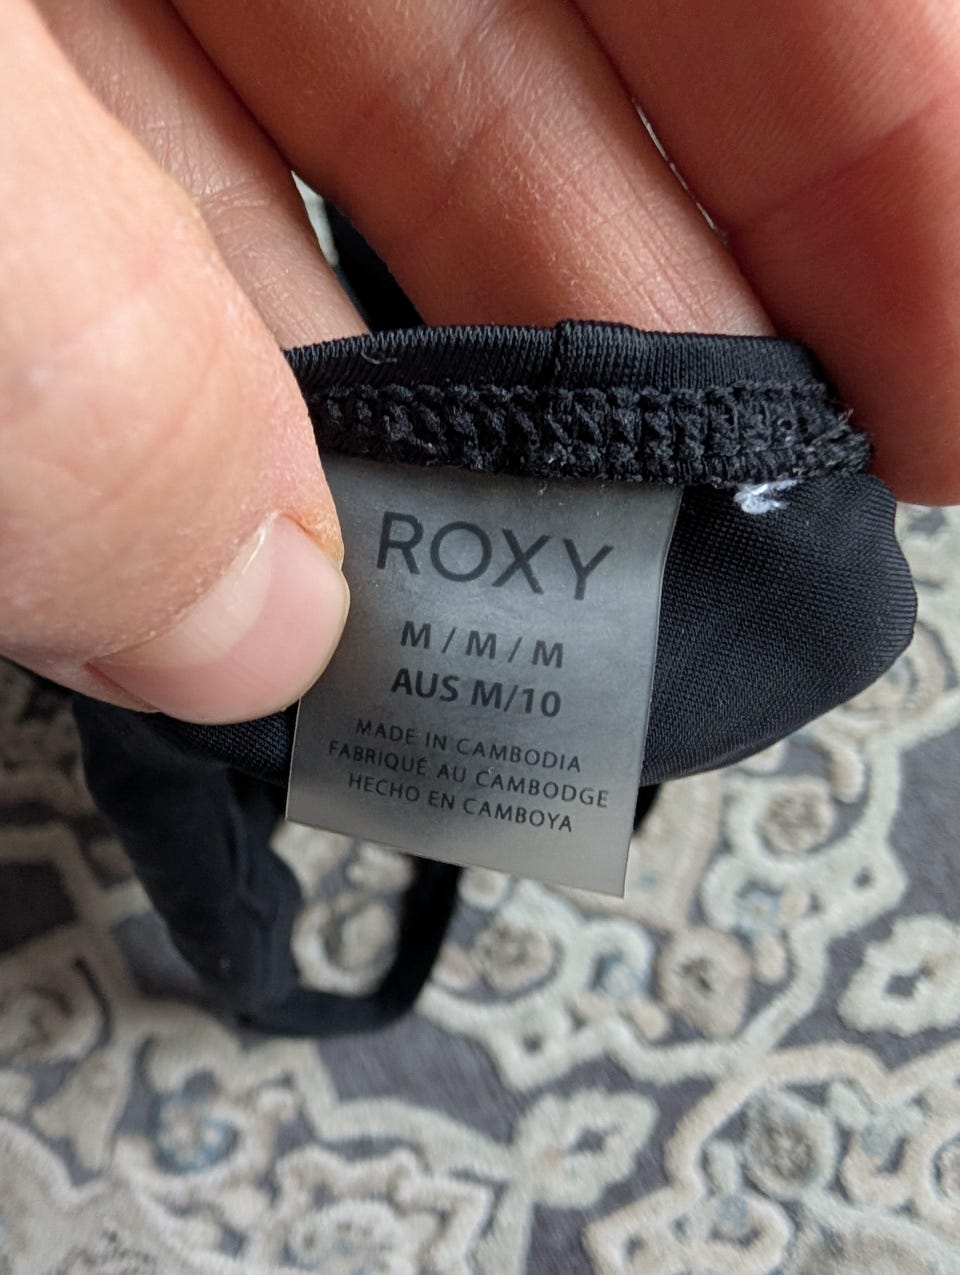 ROXY
M / M / M
AUS M/10
MADE IN CAMBODIA
FABRIQUÉ AU CAMBODGE
HECHO EN CAMBOYA